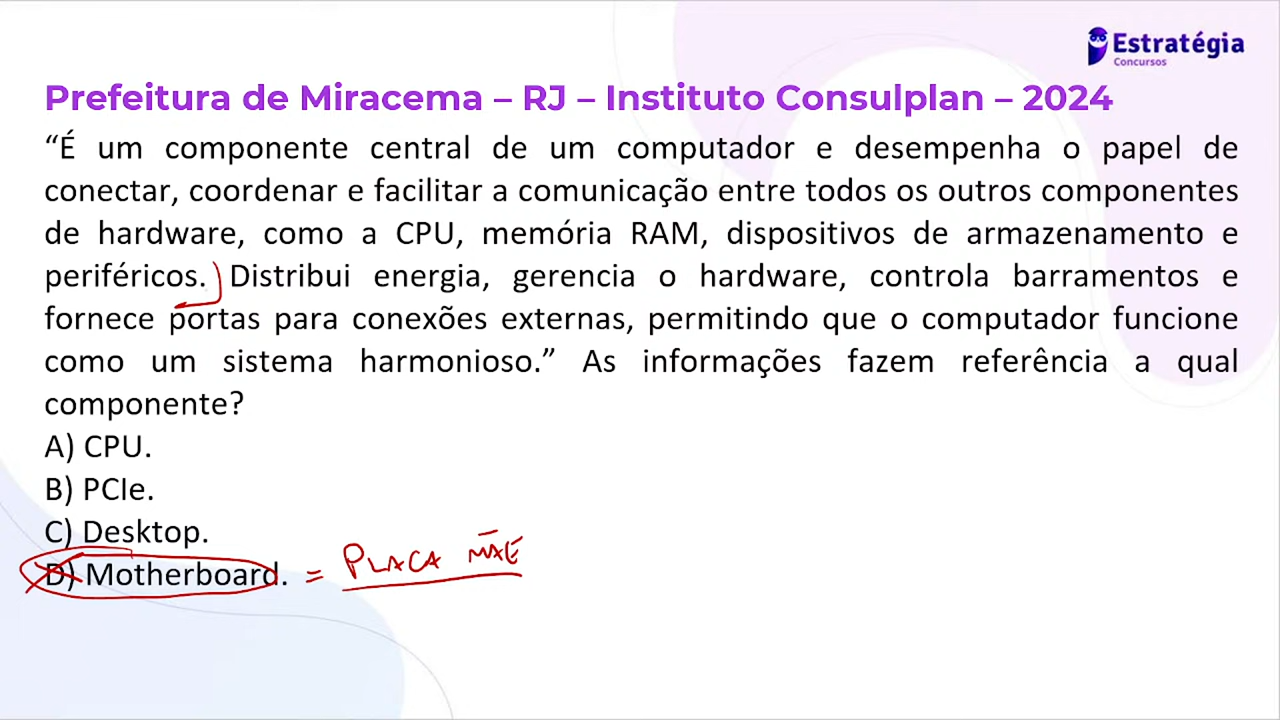 Estratégia
Concursos
Prefeitura de Miracema – RJ – Instituto Consulplan – 2024
“É um componente central de um computador e desempenha o papel de
conectar, coordenar e facilitar a comunicação entre todos os outros componentes
de hardware, como a CPU, memória RAM, dispositivos de armazenamento e
periféricos. Distribui energia, gerencia o hardware, controla barramentos e
fornece portas para conexões externas, permitindo que o computador funcione
como um sistema harmonioso.” As informações fazem referência a qual
componente?
A) CPU.
B) PCIe.
C) Desktop.
D) Motherboard. = PLACA MÃE